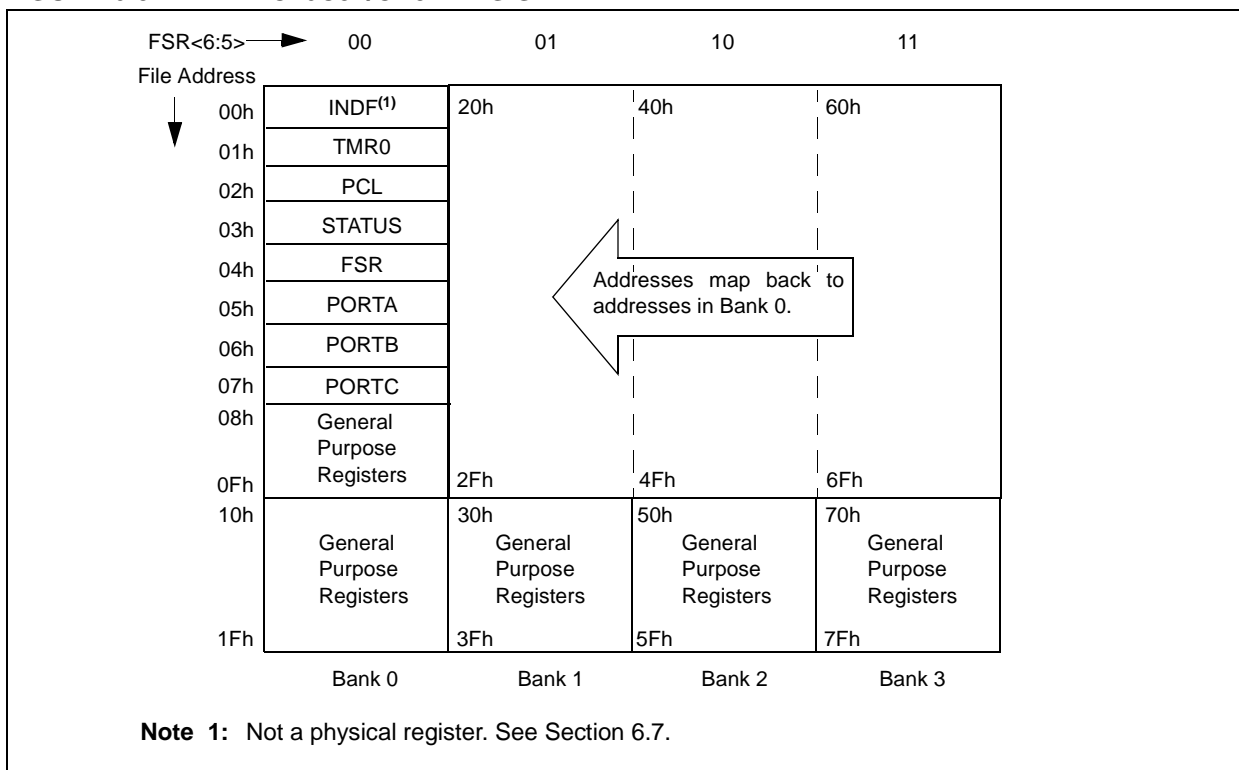 FSR<6:5> 00 01 10 11
File Address
00h INDF(1) 20h 40h 60h
01h TMR0
02h PCL
03h STATUS
04h FSR
Addresses map back to
addresses in Bank 0.
05h PORTA
06h PORTB
07h PORTC
08h General
Purpose
Registers
0Fh 2Fh 4Fh 6Fh
10h 30h 50h 70h
General General General General
Purpose Purpose Purpose Purpose
Registers Registers Registers Registers
1Fh 3Fh 5Fh 7Fh
Bank 0 Bank 1 Bank 2 Bank 3
Note 1: Not a physical register. See Section 6.7.